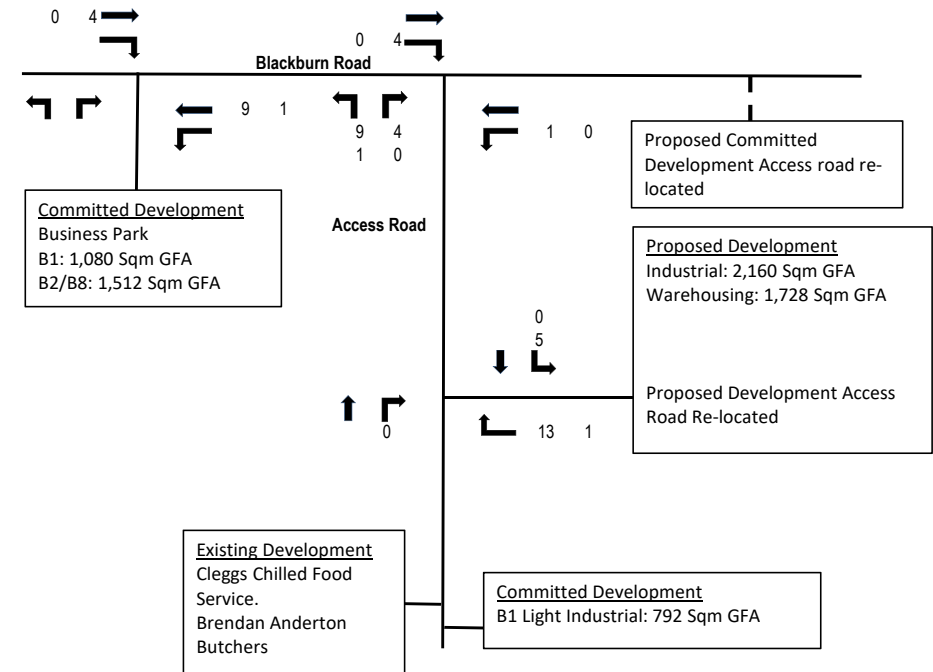 0 4
0 4
Blackburn Road
9 1
9 4
1 0
1 0
Proposed Committed
Development Access road re-
located
Committed Development
Business Park
B1: 1,080 Sqm GFA
B2/B8: 1,512 Sqm GFA
Access Road
Proposed Development
Industrial: 2,160 Sqm GFA
Warehousing: 1,728 Sqm GFA
0
5
Proposed Development Access
Road Re-located
0
13 1
Existing Development
Cleggs Chilled Food
Service.
Brendan Anderton
Butchers
Committed Development
B1 Light Industrial: 792 Sqm GFA